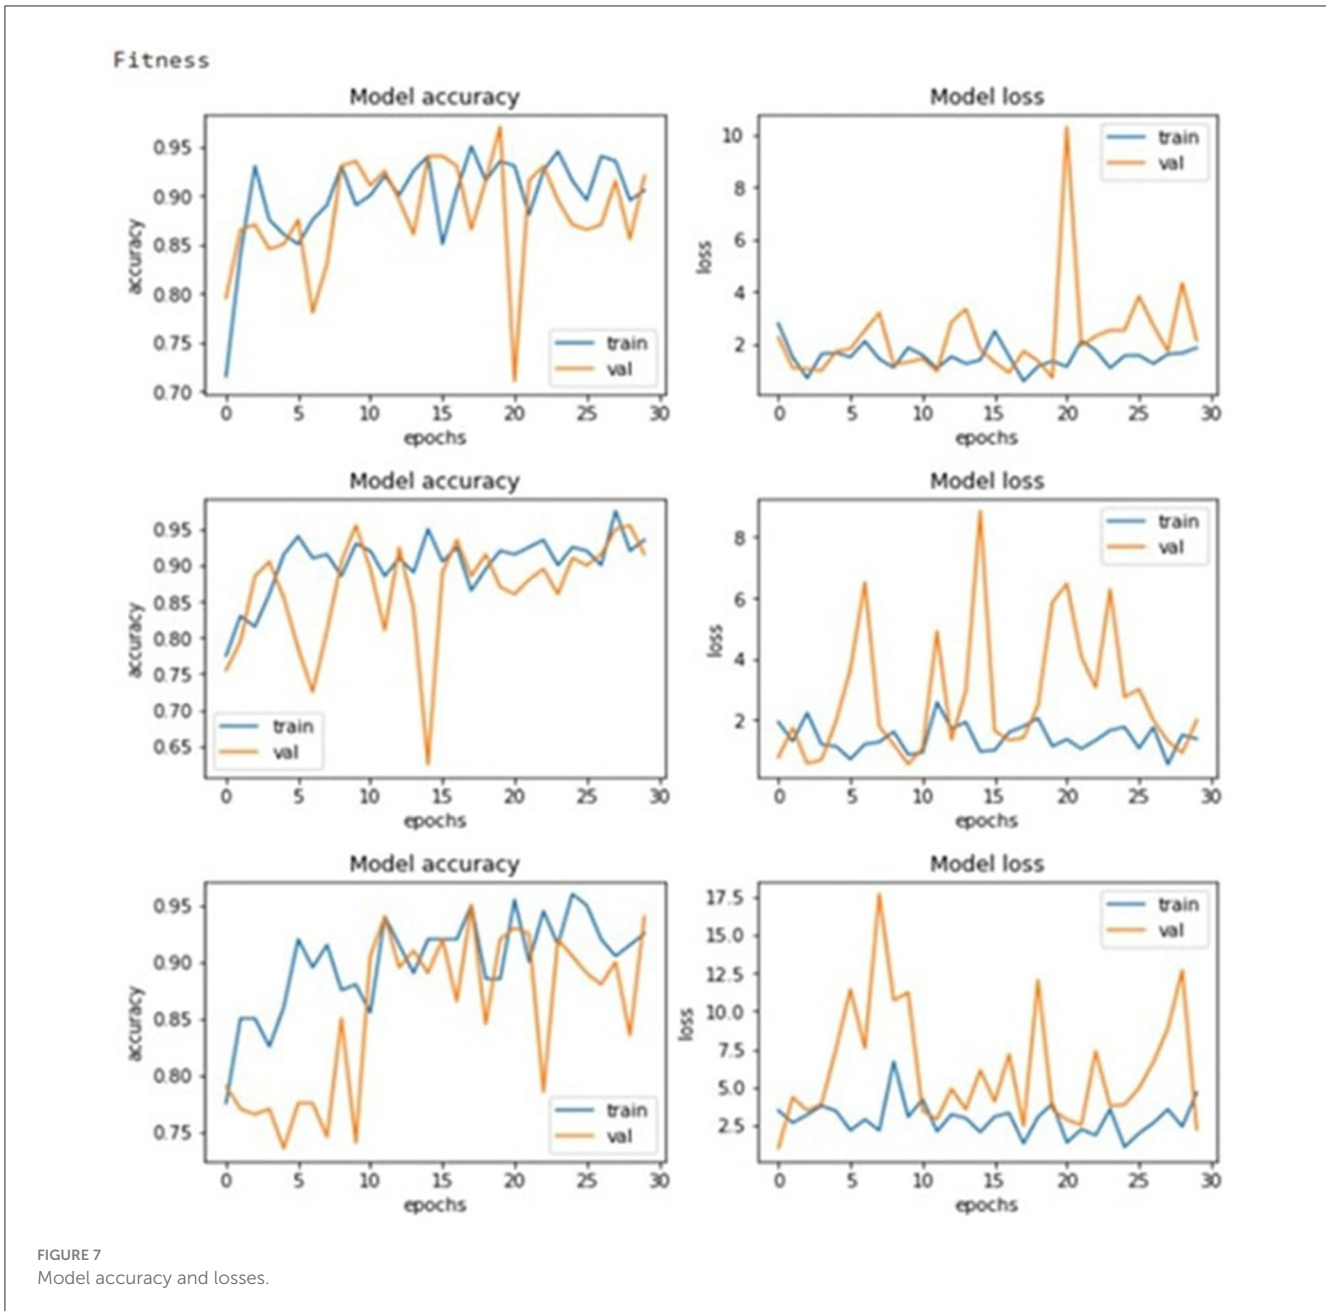 Fitness
Model accuracy
accuracy
0.95
0.90
0.85
0.80
0.75
0.70
train
val
0 5 10 15 20 25 30
epochs
Model loss
loss
10
8
6
4
2
train
val
0 5 10 15 20 25 30
epochs
Model accuracy
accuracy
0.95
0.90
0.85
0.80
0.75
0.70
0.65
train
val
0 5 10 15 20 25 30
epochs
Model loss
loss
8
6
4
2
train
val
0 5 10 15 20 25 30
epochs
Model accuracy
accuracy
0.95
0.90
0.85
0.80
0.75
train
val
0 5 10 15 20 25 30
epochs
Model loss
loss
17.5
15.0
12.5
10.0
7.5
5.0
2.5
train
val
0 5 10 15 20 25 30
epochs
FIGURE 7
Model accuracy and losses.